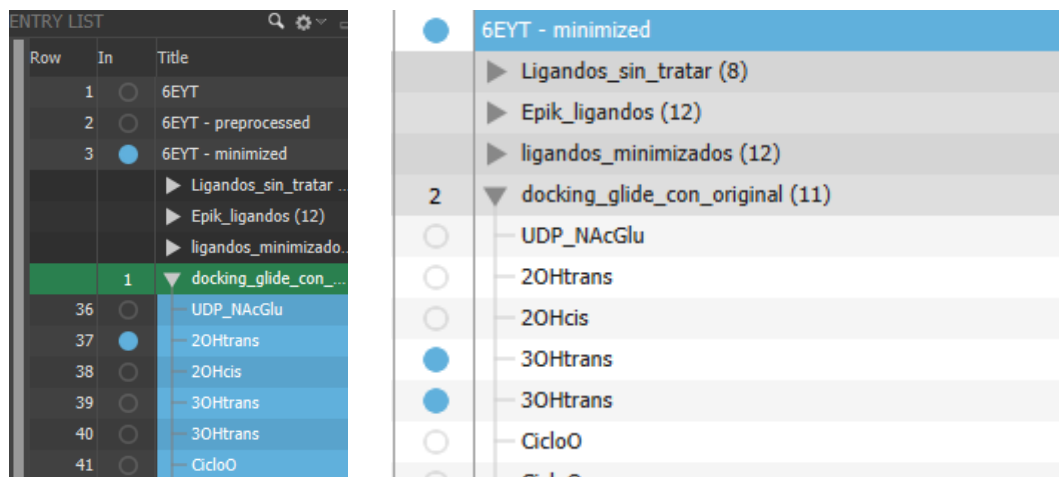 ENTRY LIST
Row In Title
1 6EYT
2 6EYT - preprocessed
3 6EYT - minimized
Ligandos_sin_tratar ...
Epik_ligandos (12)
ligandos_minimizado...
1 docking_glide_con_...
36 UDP_NAcGlu
37 2OHtrans
38 2OHcis
39 3OHtrans
40 3OHtrans
41 CicloO
6EYT - minimized
Ligandos_sin_tratar (8)
Epik_ligandos (12)
ligandos_minimizados (12)
2 docking_glide_con_original (11)
UDP_NAcGlu
2OHtrans
2OHcis
3OHtrans
3OHtrans
CicloO